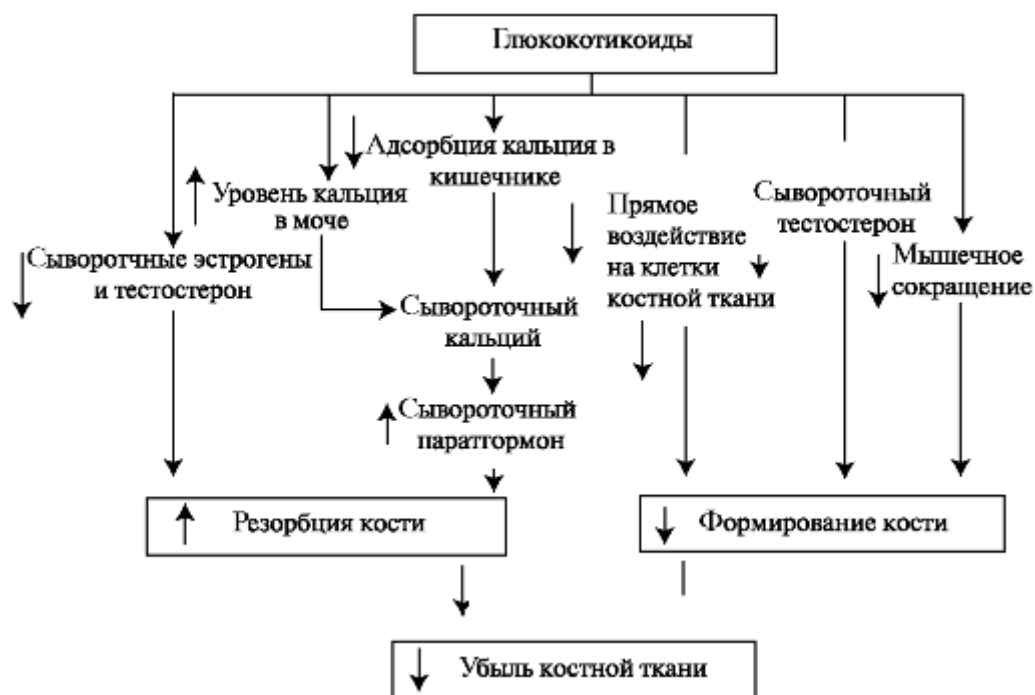 Глюкокотикоиды
Адсорбция кальция в
кишечнике
Уровень кальция
в моче
Сыворотчные эстрогены
и тестостерон
Сывороточный
кальций
Сывороточный
паратгормон
Прямое
воздействие
на клетки
костной ткани
Сывороточный
тестостерон
Мышечное
сокращение
Резорбция кости
Формирование кости
Убыль костной ткани